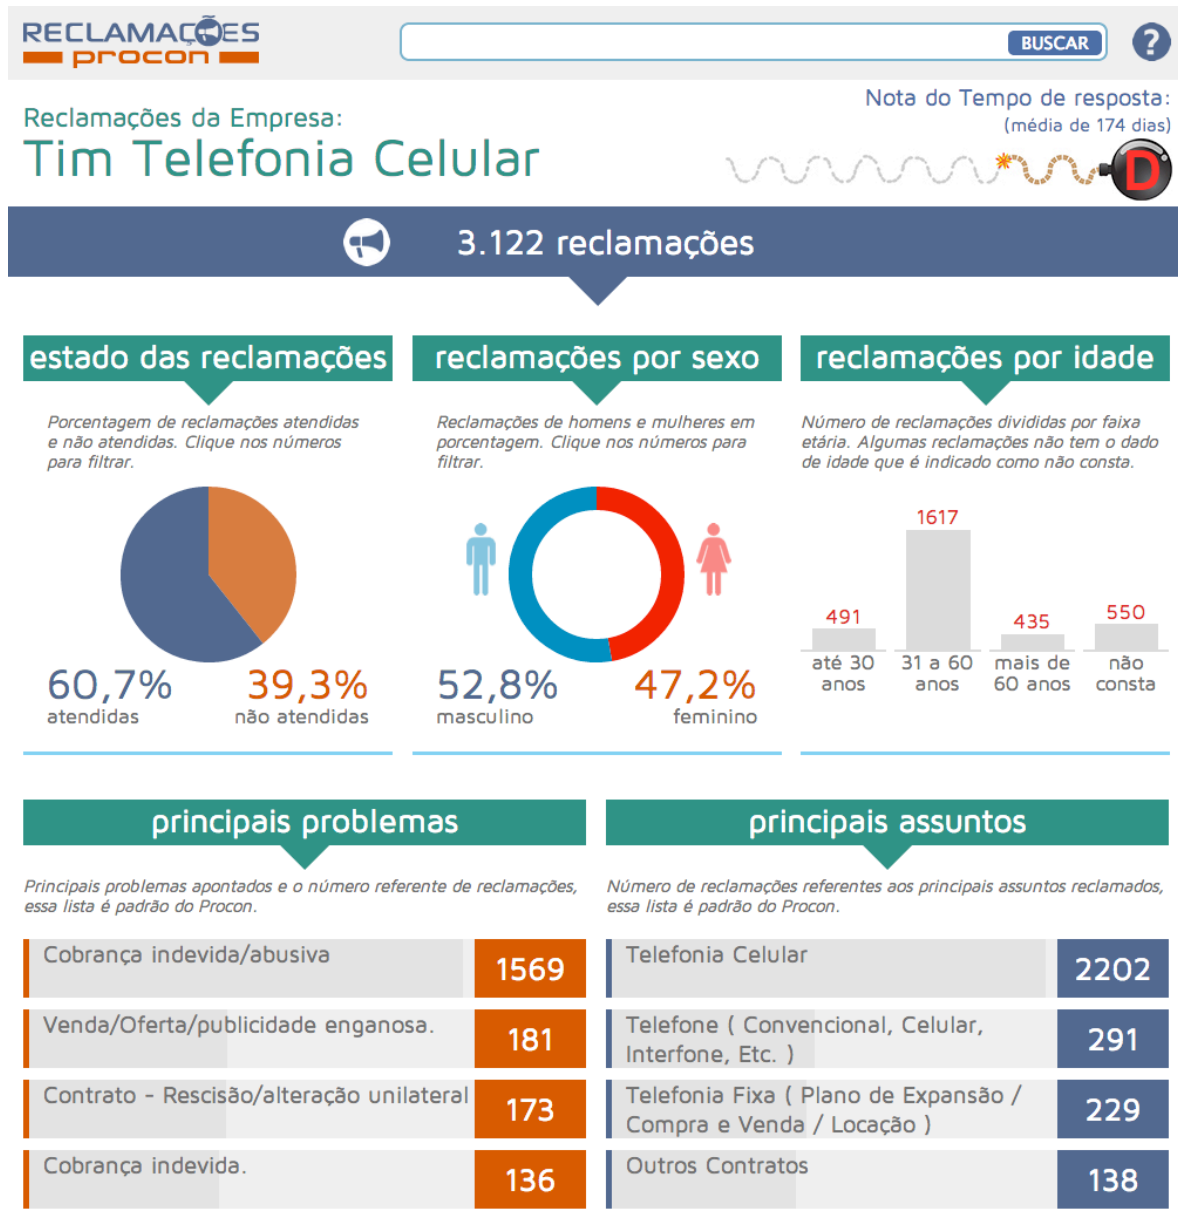 RECLAMAÇÕES
procon
BUSCAR
?
Reclamações da Empresa:
Tim Telefonia Celular
Nota do Tempo de resposta:
(média de 174 dias)
D
3.122 reclamações
estado das reclamações
Porcentagem de reclamações atendidas
e não atendidas. Clique nos números
para filtrar.
60,7%
atendidas
39,3%
não atendidas
reclamações por sexo
Reclamações de homens e mulheres em
porcentagem. Clique nos números para
filtrar.
52,8%
masculino
47,2%
feminino
reclamações por idade
Número de reclamações divididas por faixa
etária. Algumas reclamações não tem o dado
de idade que é indicado como não consta.
491
até 30
anos
1617
31 a 60
anos
435
mais de
60 anos
550
não
consta
principais problemas
Principais problemas apontados e o número referente de reclamações,
essa lista é padrão do Procon.
Cobrança indevida/abusiva
1569
Venda/Oferta/publicidade enganosa.
181
Contrato - Rescisão/alteração unilateral
173
Cobrança indevida.
136
principais assuntos
Número de reclamações referentes aos principais assuntos reclamados,
essa lista é padrão do Procon.
Telefonia Celular
2202
Telefone ( Convencional, Celular,
Interfone, Etc. )
291
Telefonia Fixa ( Plano de Expansão /
Compra e Venda / Locação )
229
Outros Contratos
138